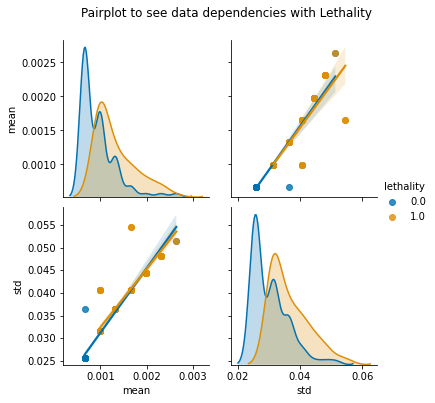 Pairplot to see data dependencies with Lethality
0.0025
0.0020
0.0015
0.0010
mean
lethality
0.0
1.0
0.055
0.050
0.045
0.040
0.035
0.030
0.025
std
0.001 0.002 0.003
mean
0.02 0.04 0.06
std